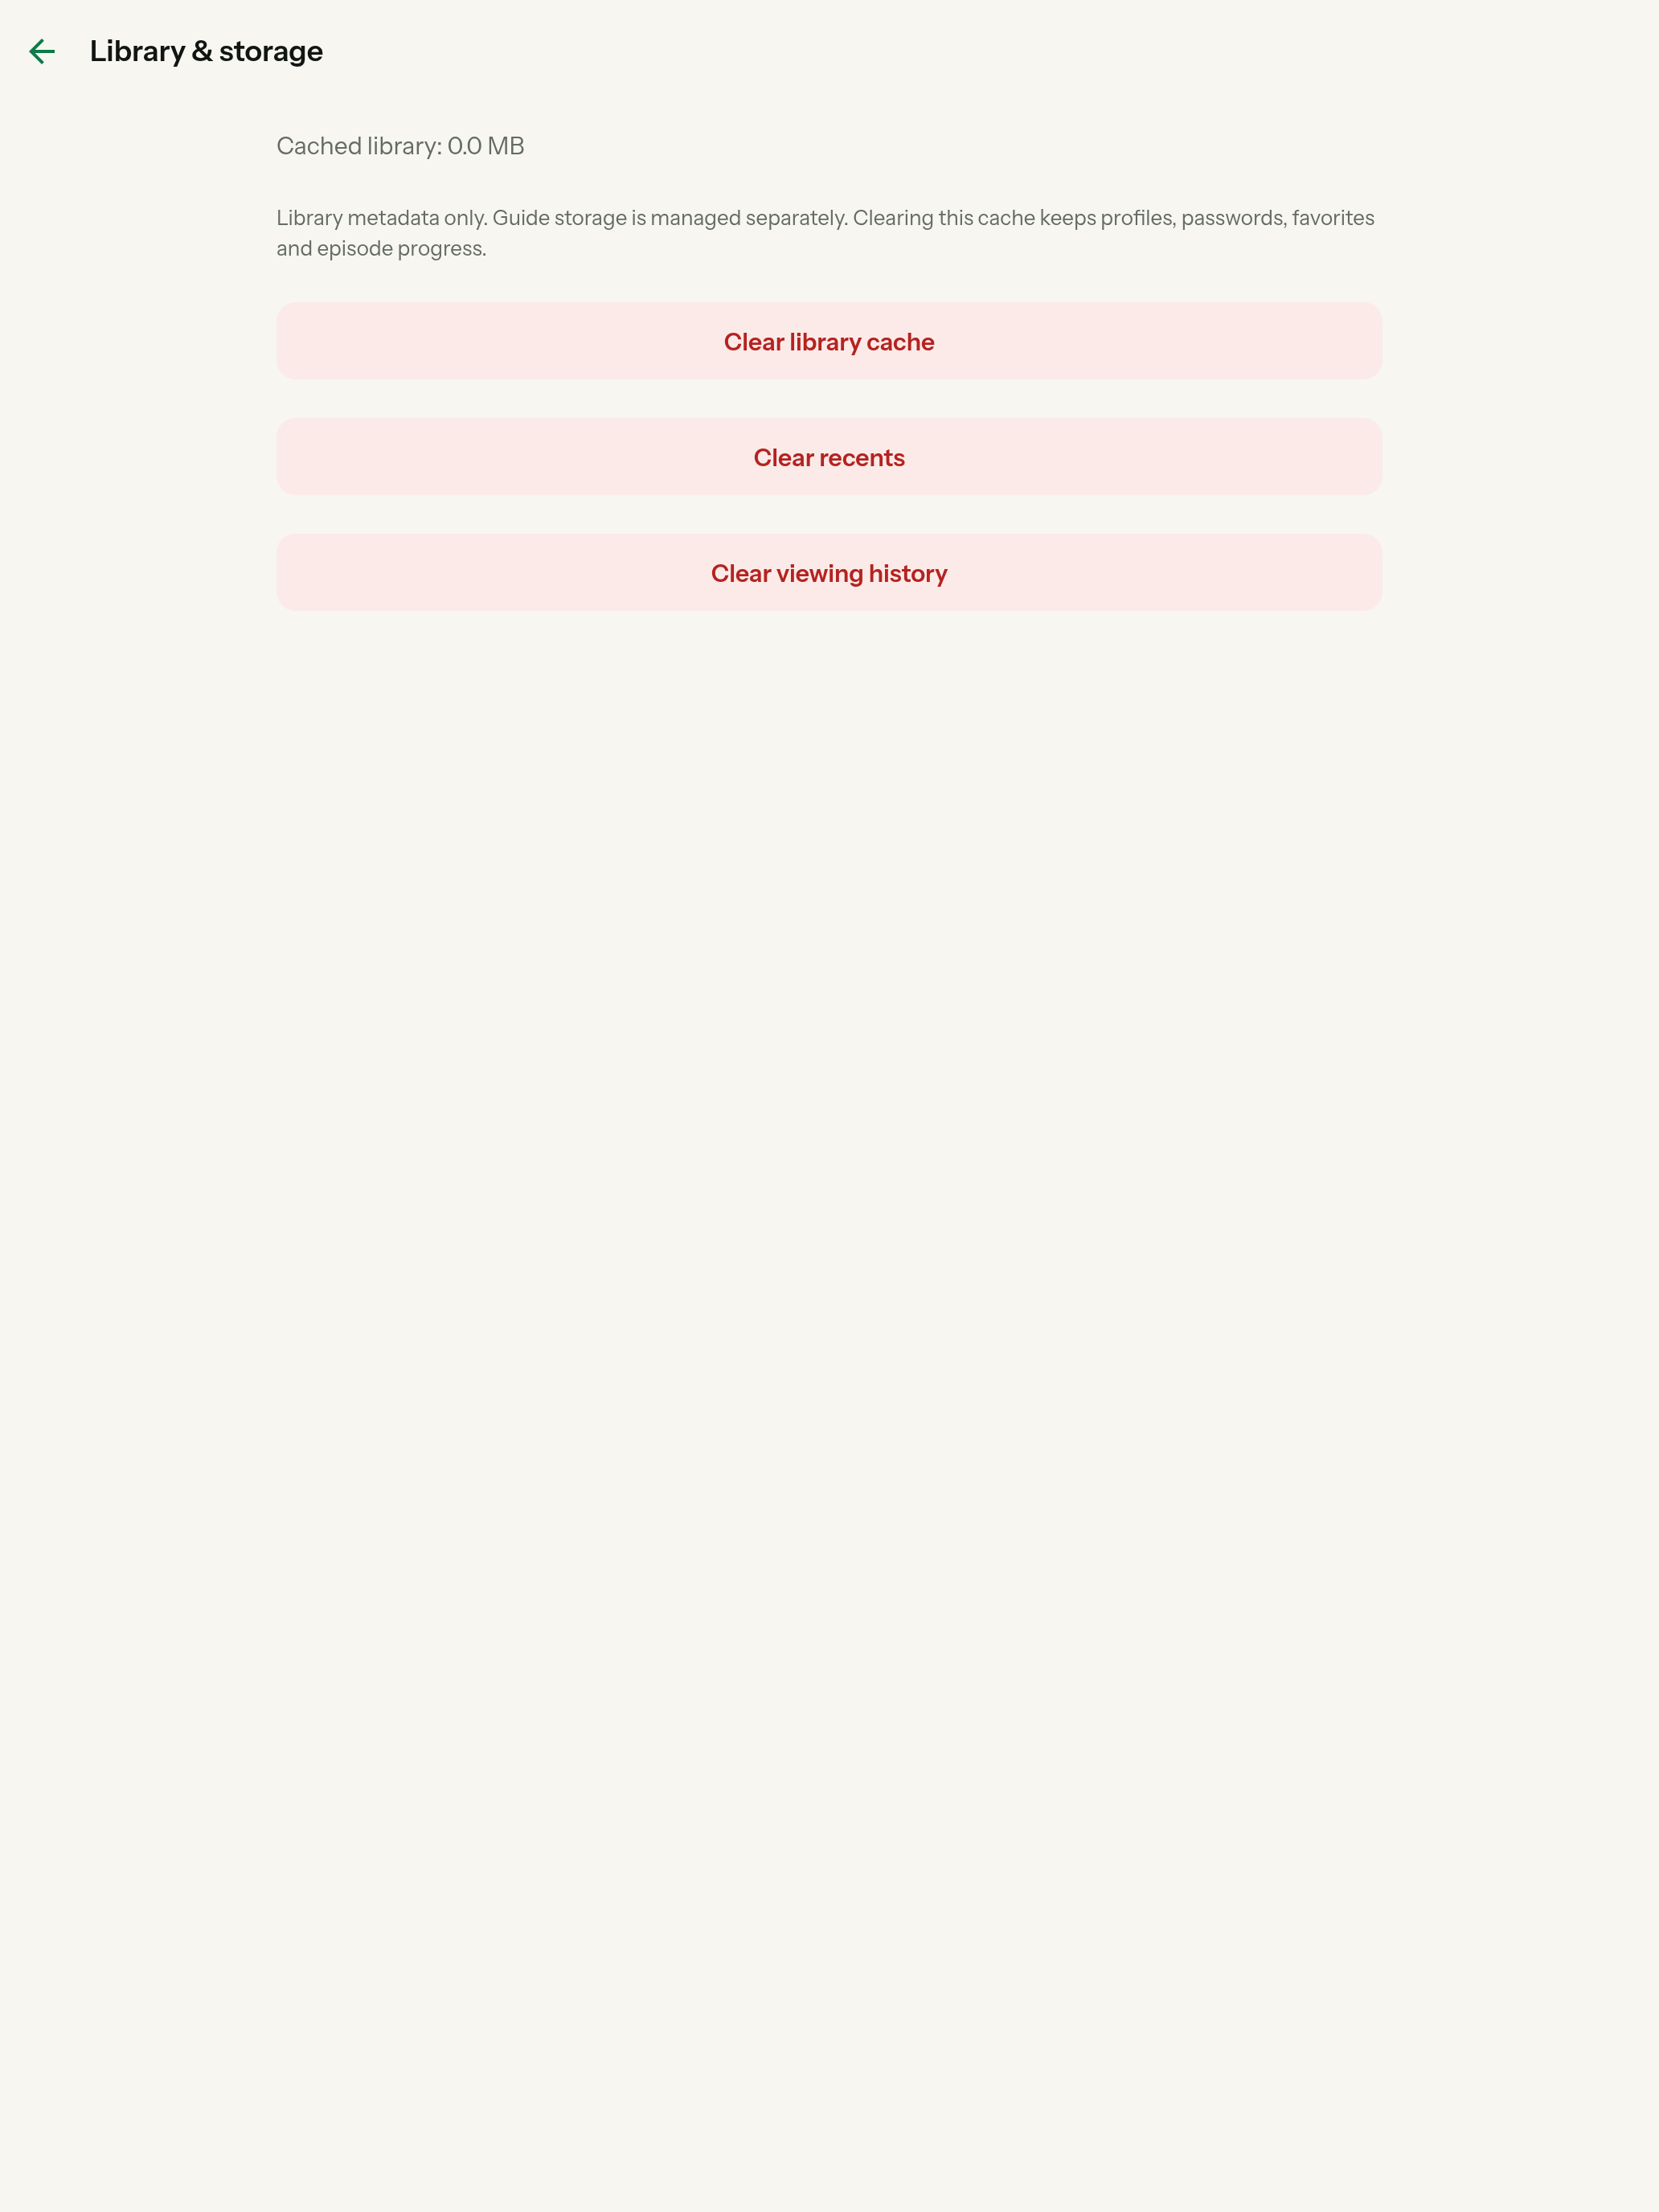 Library & storage
Cached library: 0.0 MB
Library metadata only. Guide storage is managed separately. Clearing this cache keeps profiles, passwords, favorites
and episode progress.
Clear library cache
Clear recents
Clear viewing history